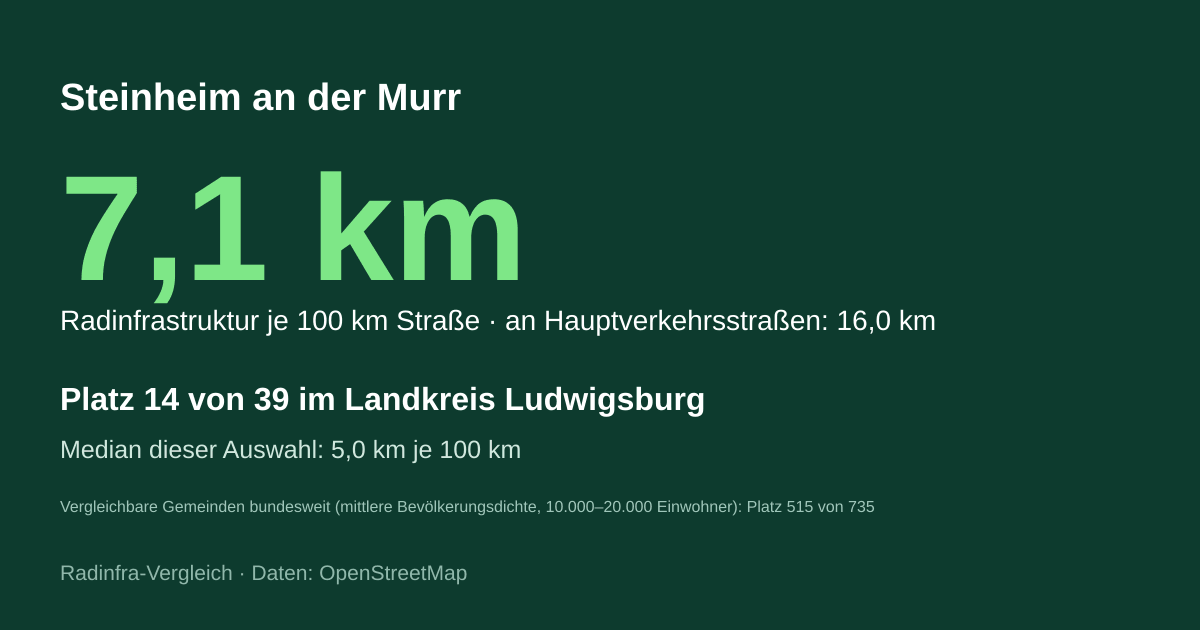 Steinheim an der Murr
7,1 km
Radinfrastruktur je 100 km Straße · an Hauptverkehrsstraßen: 16,0 km
Platz 14 von 39 im Landkreis Ludwigsburg
Median dieser Auswahl: 5,0 km je 100 km
Vergleichbare Gemeinden bundesweit (mittlere Bevölkerungsdichte, 10.000–20.000 Einwohner): Platz 515 von 735
Radinfra-Vergleich · Daten: OpenStreetMap